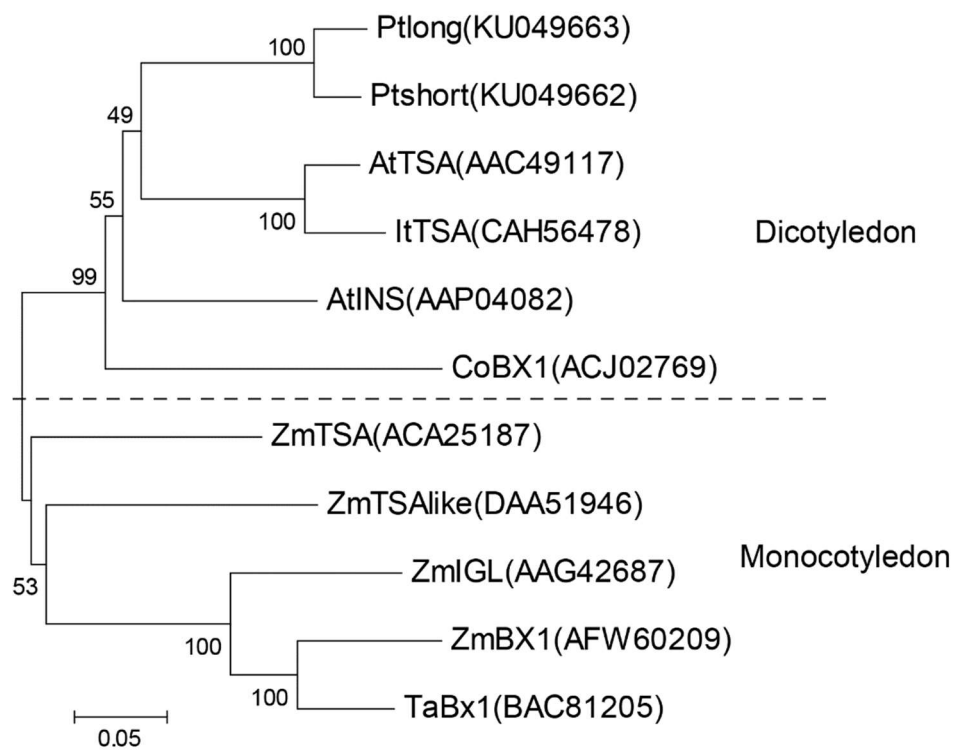 Ptlong(KU049663)
100
Ptshort(KU049662)
49
AtTSA(AAC49117)
55
100
ItTSA(CAH56478)
Dicotyledon
99
AtINS(AAP04082)
CoBX1(ACJ02769)
ZmTSA(ACA25187)
ZmTSAlike(DAA51946)
Monocotyledon
53
ZmIGL(AAG42687)
100
ZmBX1(AFW60209)
100
TaBx1(BAC81205)
0.05